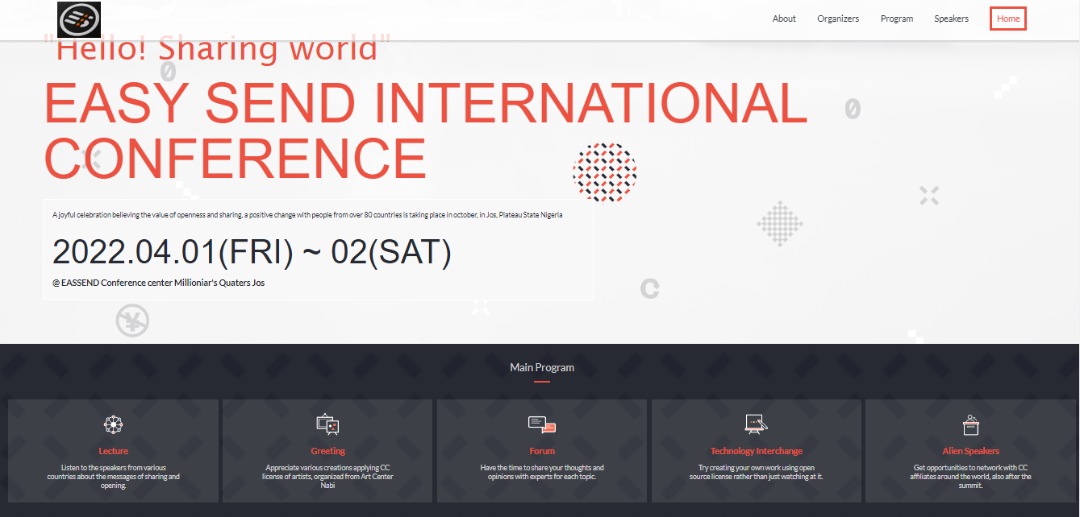 About Organizers Program Speakers Home
"Hello! Sharing world"
EASY SEND INTERNATIONAL
CONFERENCE
A joyful celebration believing the value of openness and sharing, a positive change with people from over 80 countries is taking place in october, in Jos, Plateau State Nigeria
2022.04.01(FRI) ~ 02(SAT)
@ EASSEND Conference center Millioniar's Quaters Jos
Main Program
Lecture
Listen to the speakers from various
countries about the messages of sharing and
opening.
Greeting
Appreciate various creations applying CC
license of artists, organized from Art Center
Nabi
Forum
Have the time to share your thoughts and
opinions with experts for each topic.
Technology Interchange
Try creating your own work using open
source license rather than just watching at it.
Alien Speakers
Get opportunities to network with CC
affiliates around the world, also after the
summit.